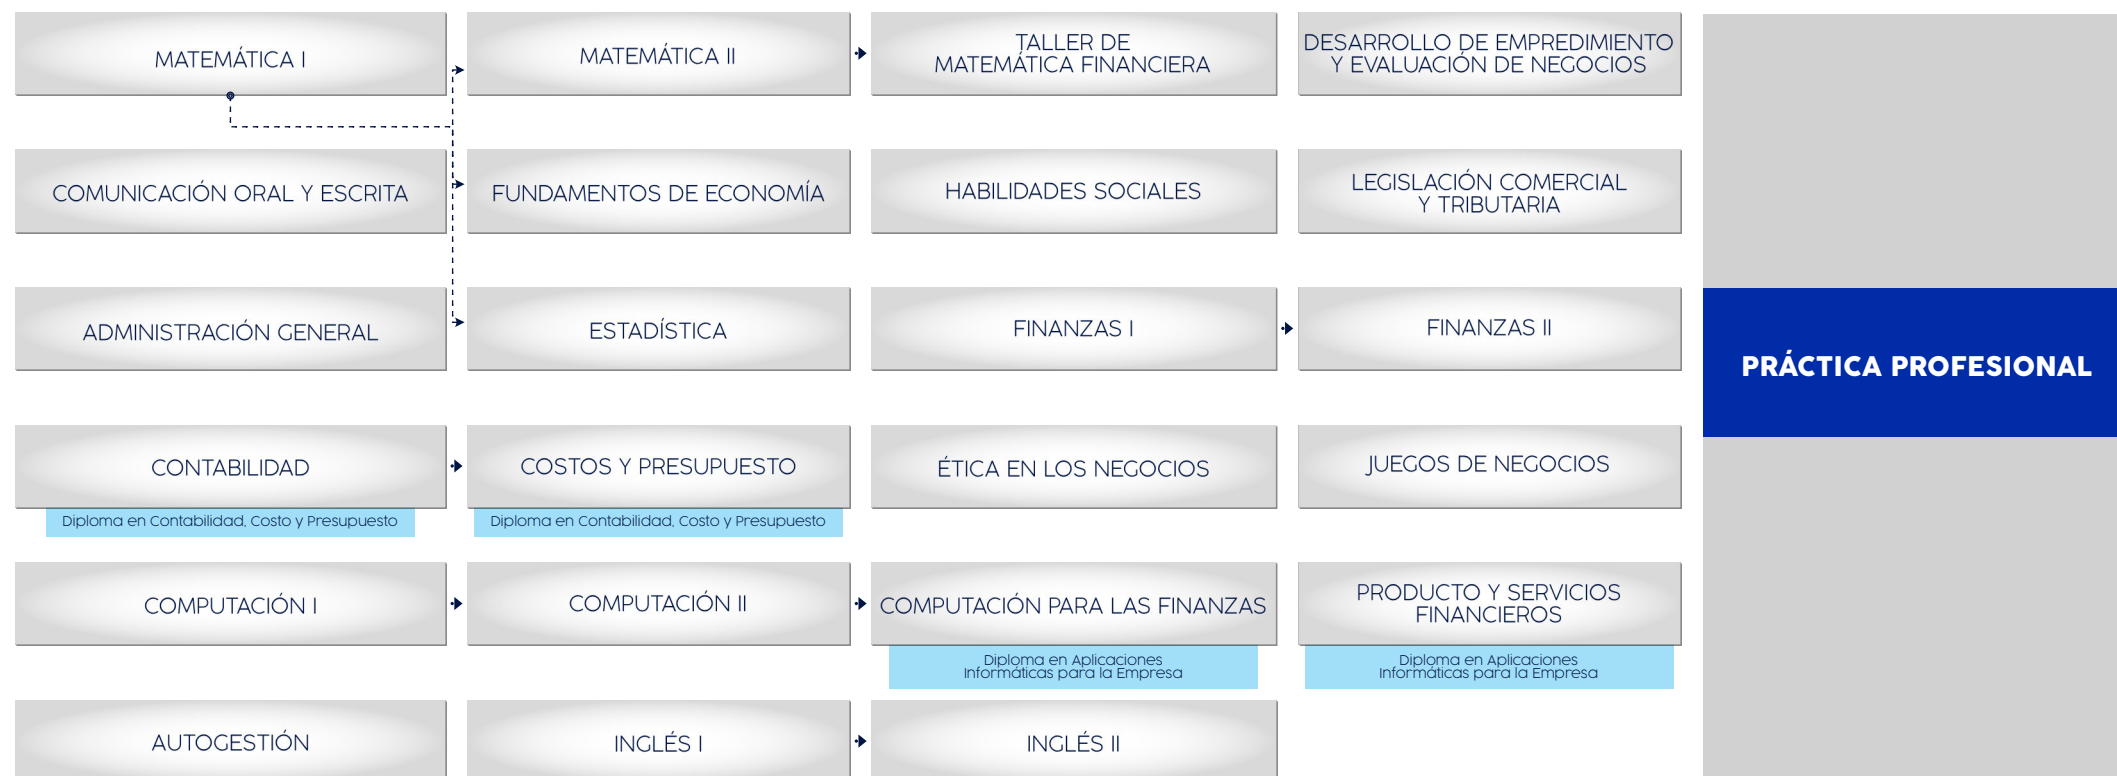 MATEMÁTICA I
MATEMÁTICA II
TALLER DE
MATEMÁTICA FINANCIERA
DESARROLLO DE EMPREDIMIENTO
Y EVALUACIÓN DE NEGOCIOS
COMUNICACIÓN ORAL Y ESCRITA
FUNDAMENTOS DE ECONOMÍA
HABILIDADES SOCIALES
LEGISLACIÓN COMERCIAL
Y TRIBUTARIA
ADMINISTRACIÓN GENERAL
ESTADÍSTICA
FINANZAS I
FINANZAS II
PRÁCTICA PROFESIONAL
CONTABILIDAD
COSTOS Y PRESUPUESTO
ÉTICA EN LOS NEGOCIOS
JUEGOS DE NEGOCIOS
Diploma en Contabilidad, Costo y Presupuesto
Diploma en Contabilidad, Costo y Presupuesto
COMPUTACIÓN I
COMPUTACIÓN II
COMPUTACIÓN PARA LAS FINANZAS
PRODUCTO Y SERVICIOS
FINANCIEROS
Diploma en Aplicaciones
Informáticas para la Empresa
Diploma en Aplicaciones
Informáticas para la Empresa
AUTOGESTIÓN
INGLÉS I
INGLÉS II